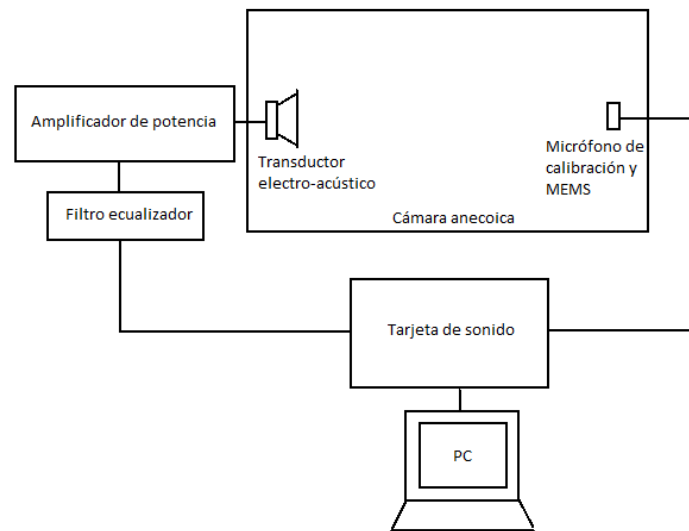 Amplificador de potencia
Transductor
electro-acústico
Micrófono de
calibración y
MEMS
Filtro ecualizador
Cámara anecoica
Tarjeta de sonido
PC